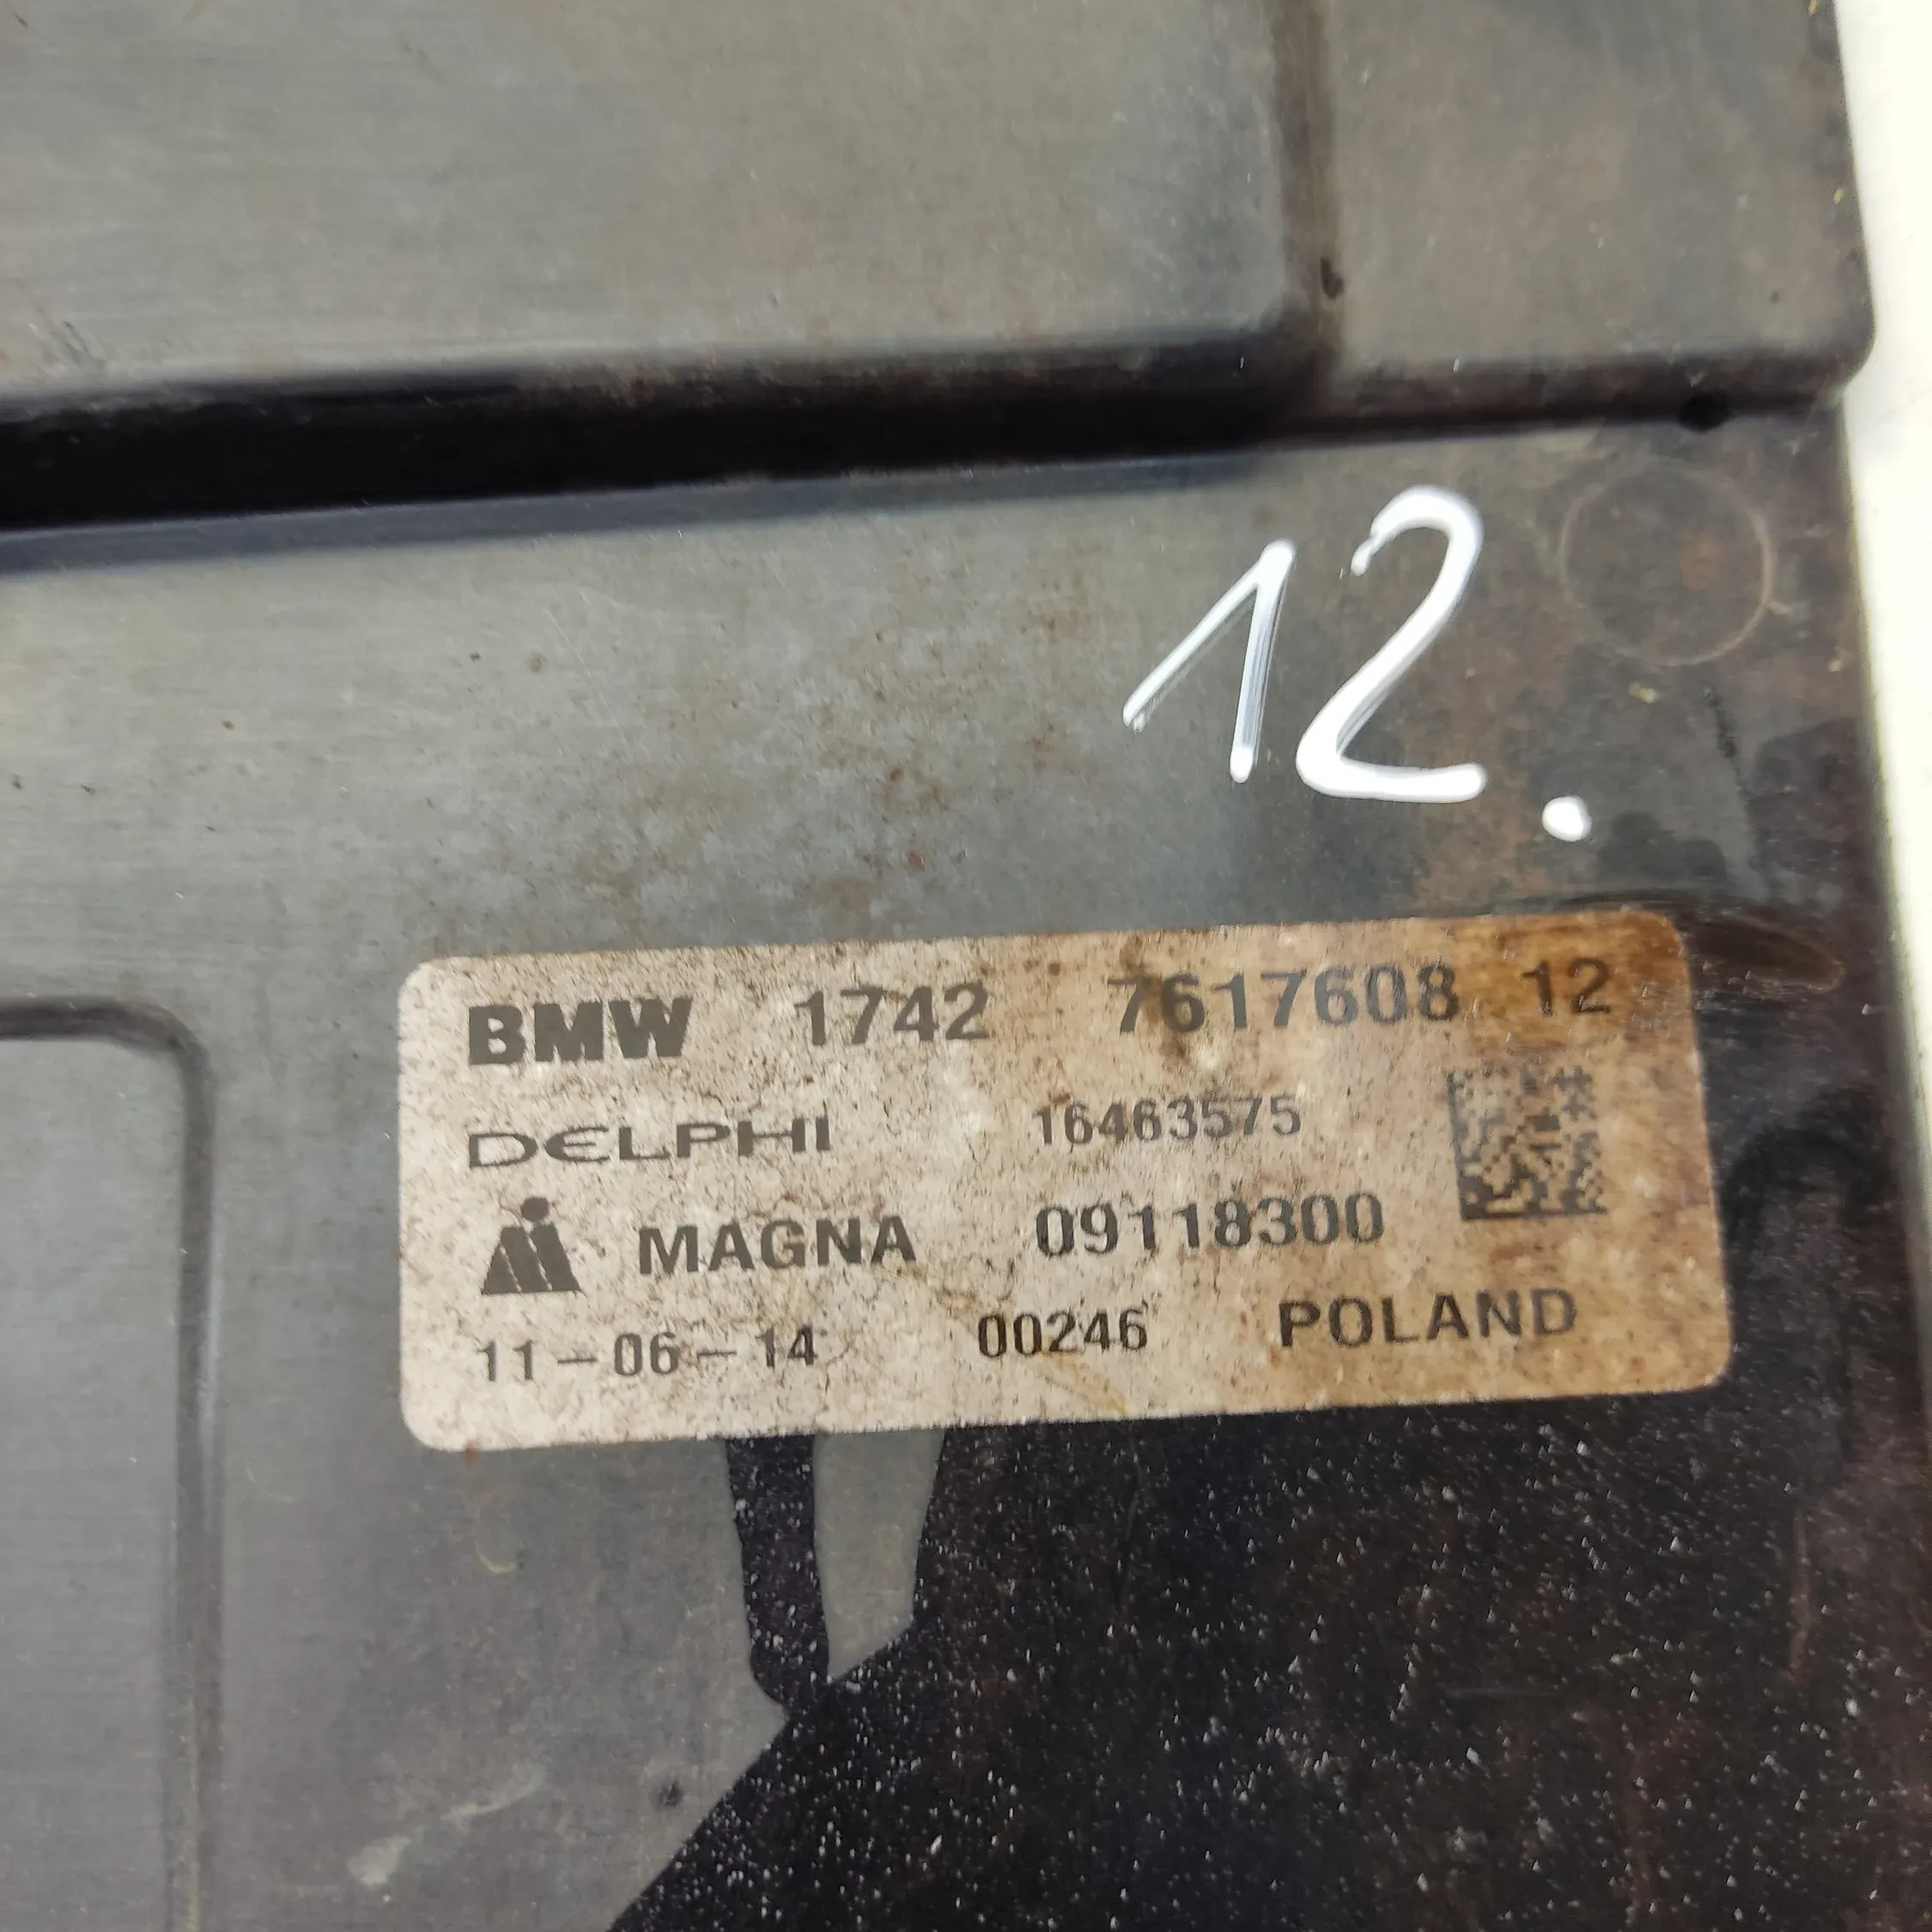 12.
BMW 1742 7617608 12
DELPHI 16463575
MAGNA 09118300
11-06-14 00246 POLAND